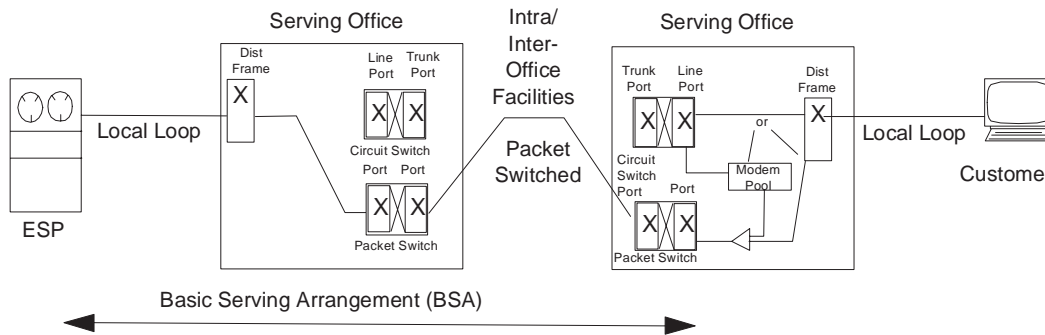 Serving Office
Intra/
Inter-
Office
Facilities
Packet
Switched
Serving Office
Dist
Frame
Line
Port
Trunk
Port
X
X X
Circuit Switch
Port Port
X X
Packet Switch
Local Loop
ESP
Trunk
Port
Line
Port
Dist
Frame
X X
X
or
Circuit
Switch
Port
Modem
Pool
Port
X X
Packet Switch
Local Loop
Custome
Basic Serving Arrangement (BSA)